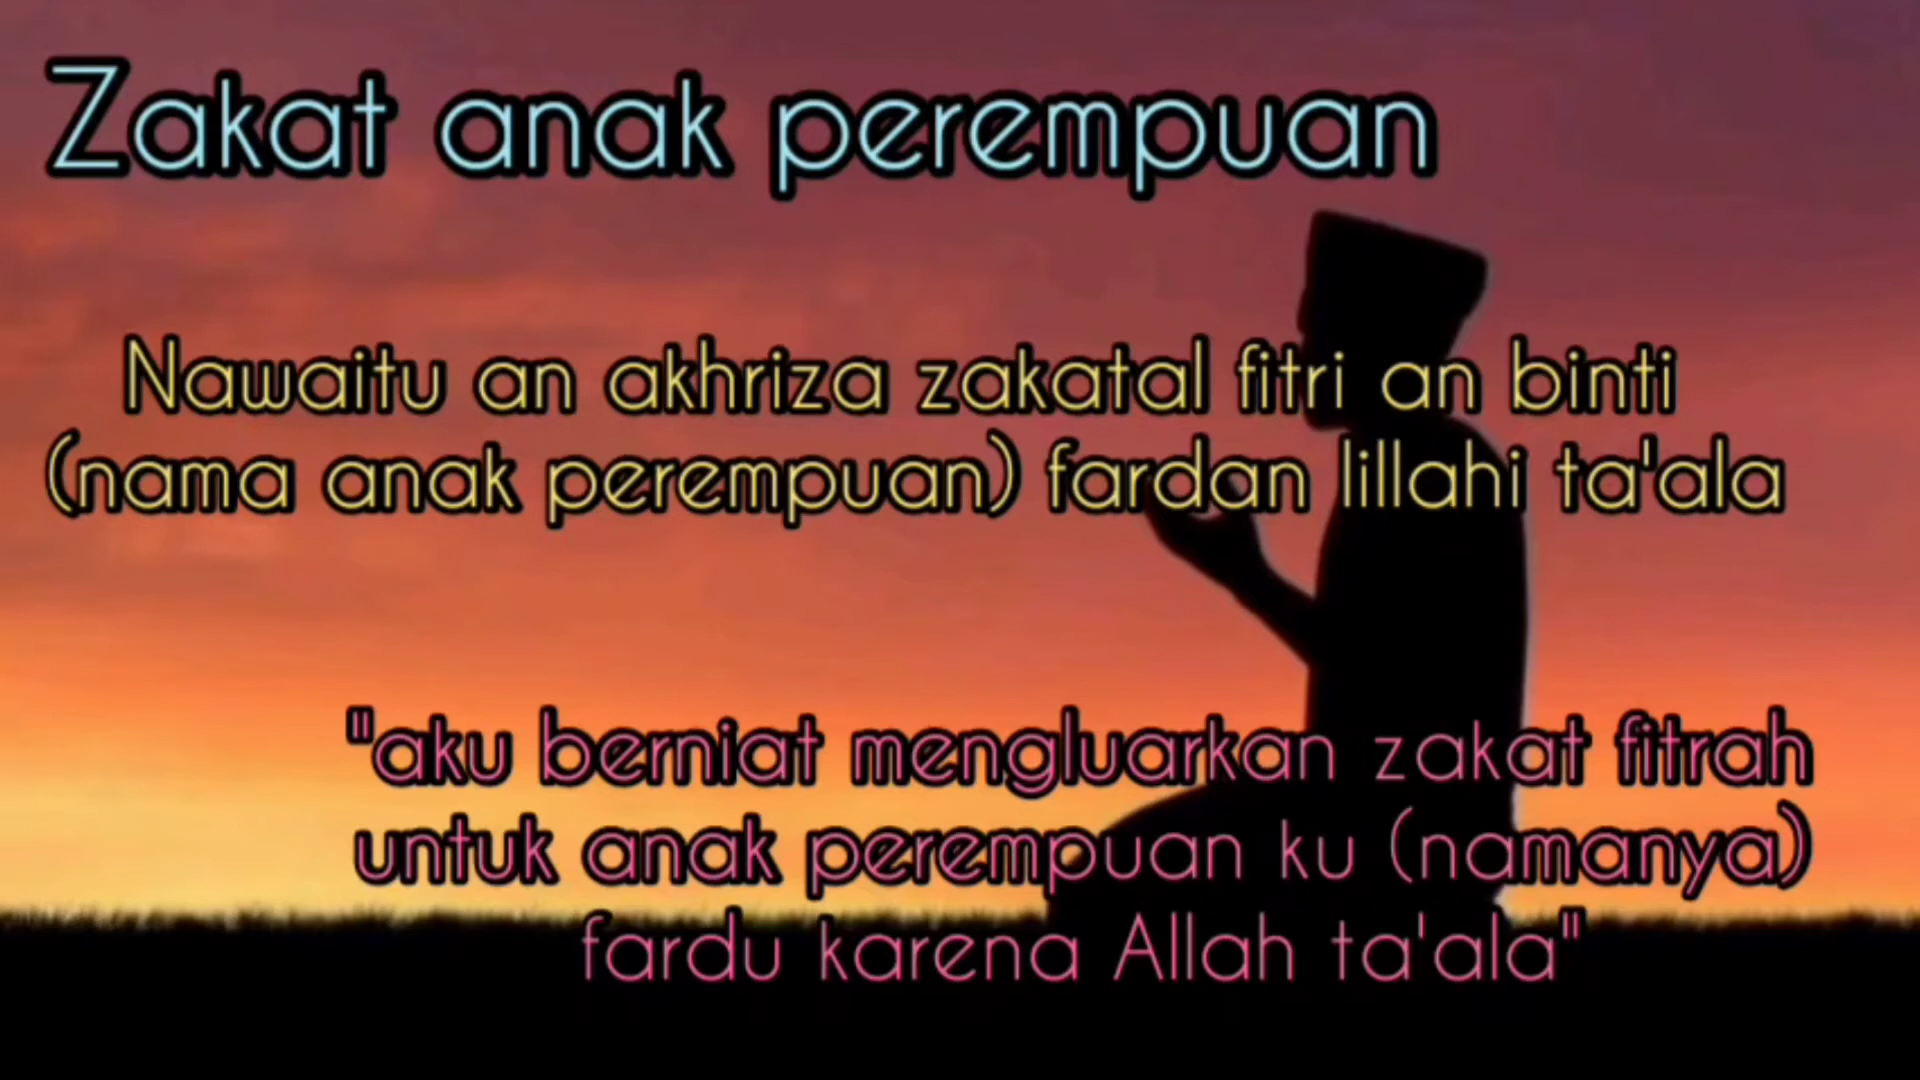 Zakat anak perempuan
Nawaitu an akhriza zakatal fitri an binti
(nama anak perempuan) fardan lillahi ta'ala
"aku berniat mengluarkan zakat fitrah
untuk anak perempuan ku (namanya)
fardu karena Allah ta'ala"